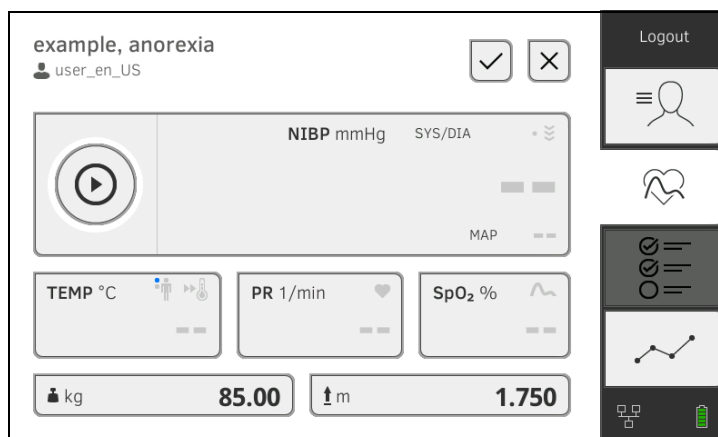 example, anorexia
user_en_US
Logout
NIBP mmHg SYS/DIA
-- --
MAP --
TEMP °C
--
PR 1/min
--
SpO₂ %
--
kg 85.00
m 1.750